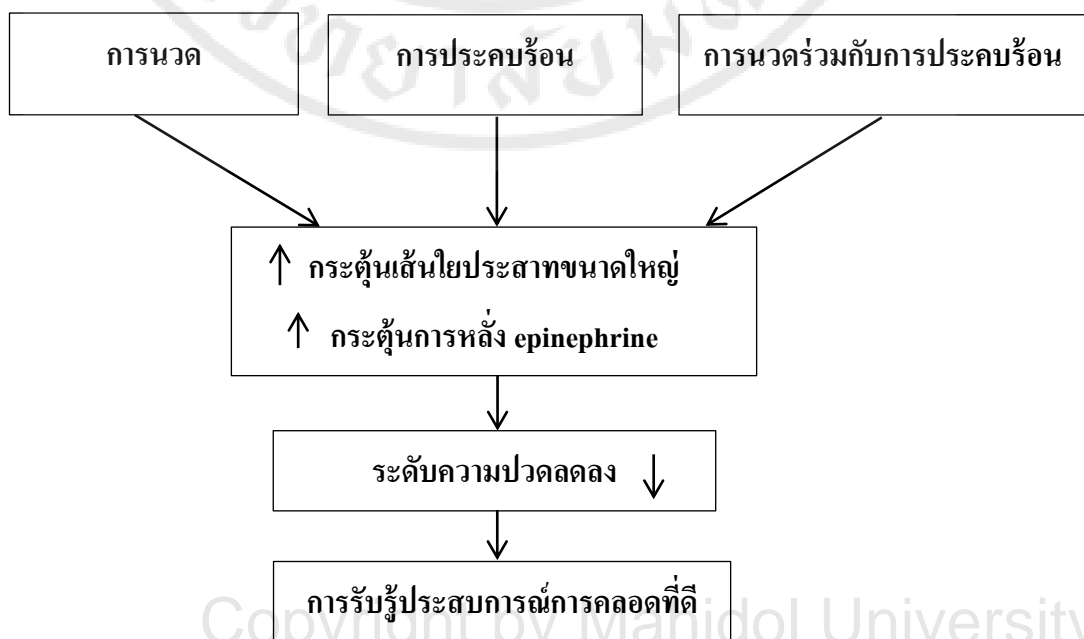 การนวด
การประคบร้อน
การนวดร่วมกับการประคบร้อน
↑ กระตุ้นเส้นใยประสาทขนาดใหญ่
↑ กระตุ้นการหลั่ง epinephrine
ระดับความปวดลดลง ↓
การรับรู้ประสบการณ์การคลอดที่ดี
Copyright by Mahidol University